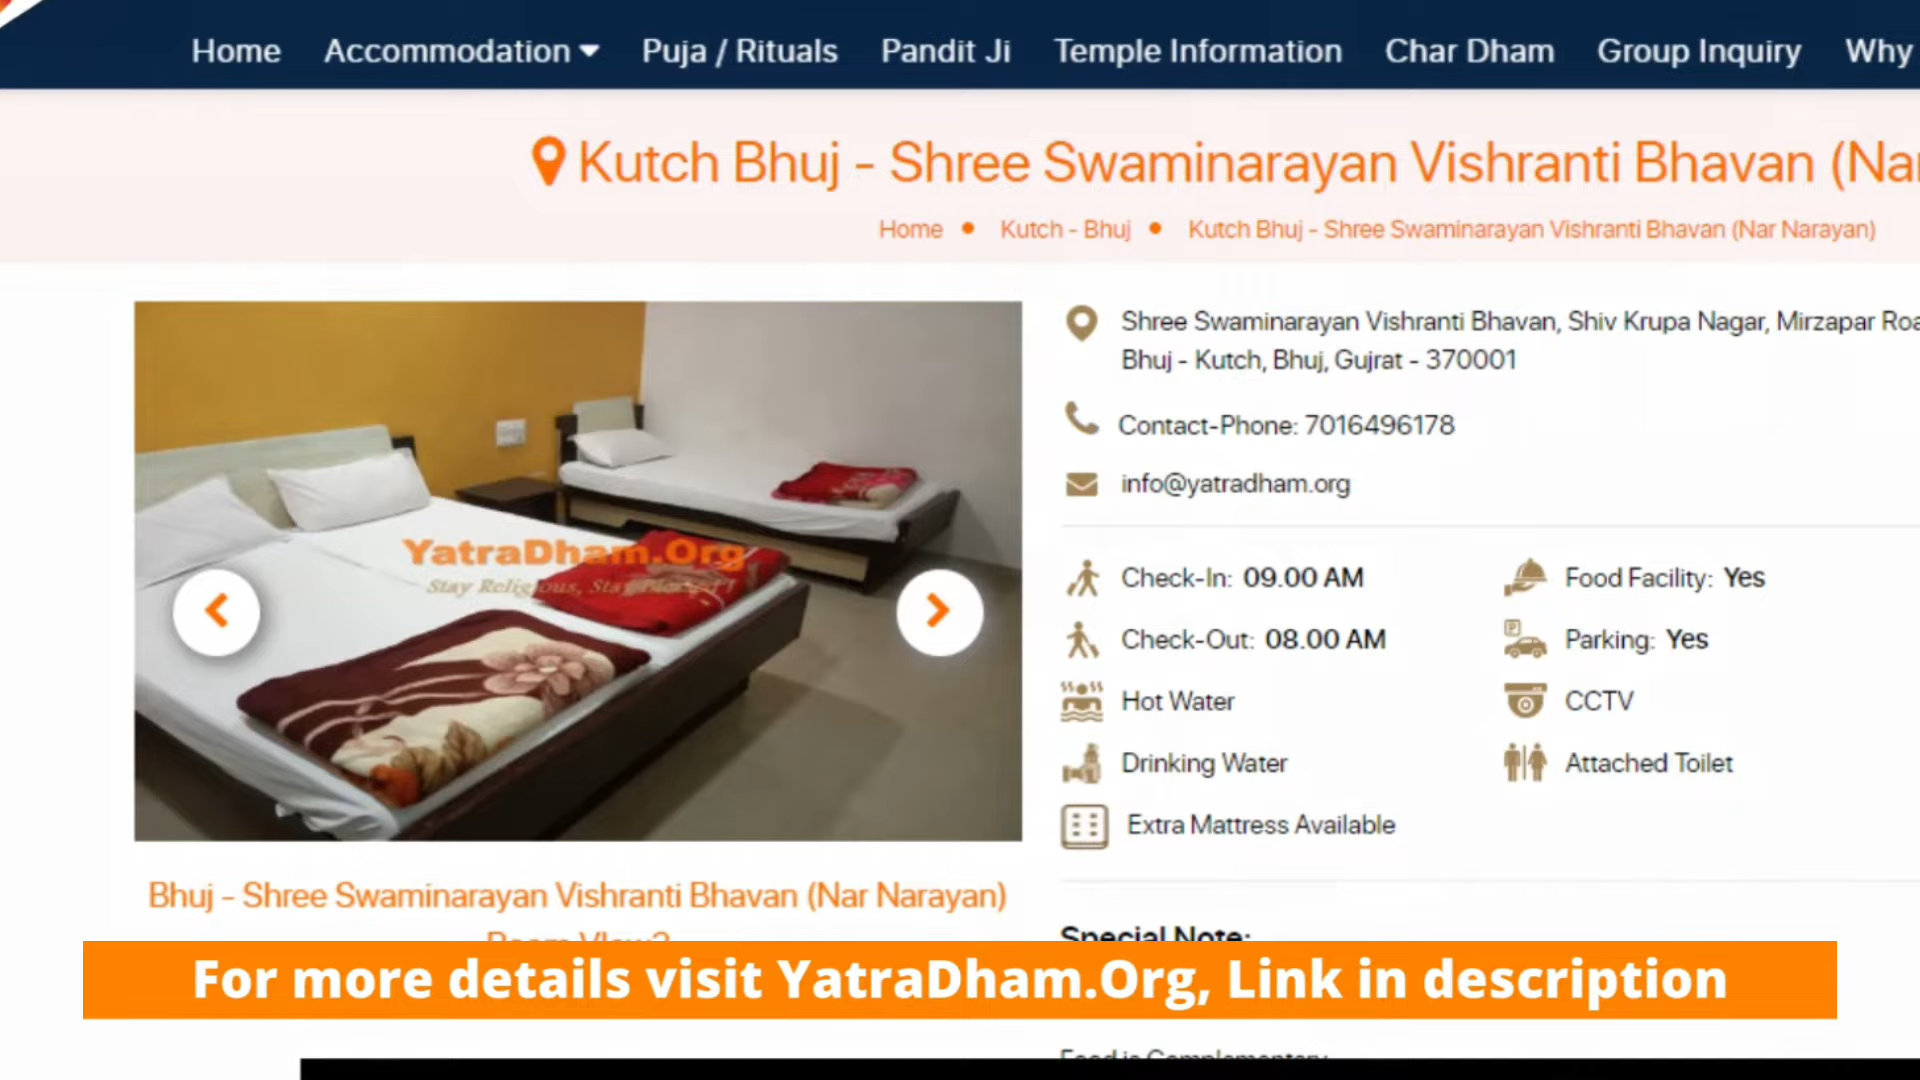 Home Accommodation Puja / Rituals Pandit Ji Temple Information Char Dham Group Inquiry Why
Kutch Bhuj - Shree Swaminarayan Vishranti Bhavan (Nar
Home • Kutch - Bhuj • Kutch Bhuj - Shree Swaminarayan Vishranti Bhavan (Nar Narayan)
YatraDham.Org
Shree Swaminarayan Vishranti Bhavan, Shiv Krupa Nagar, Mirzapar Roa
Bhuj - Kutch, Bhuj, Gujrat - 370001
Contact-Phone: 7016496178
info@yatradham.org
Check-In: 09.00 AM
Food Facility: Yes
Check-Out: 08.00 AM
Parking: Yes
Hot Water
CCTV
Drinking Water
Attached Toilet
Extra Mattress Available
Bhuj - Shree Swaminarayan Vishranti Bhavan (Nar Narayan)
Special Note:
For more details visit YatraDham.Org, Link in description